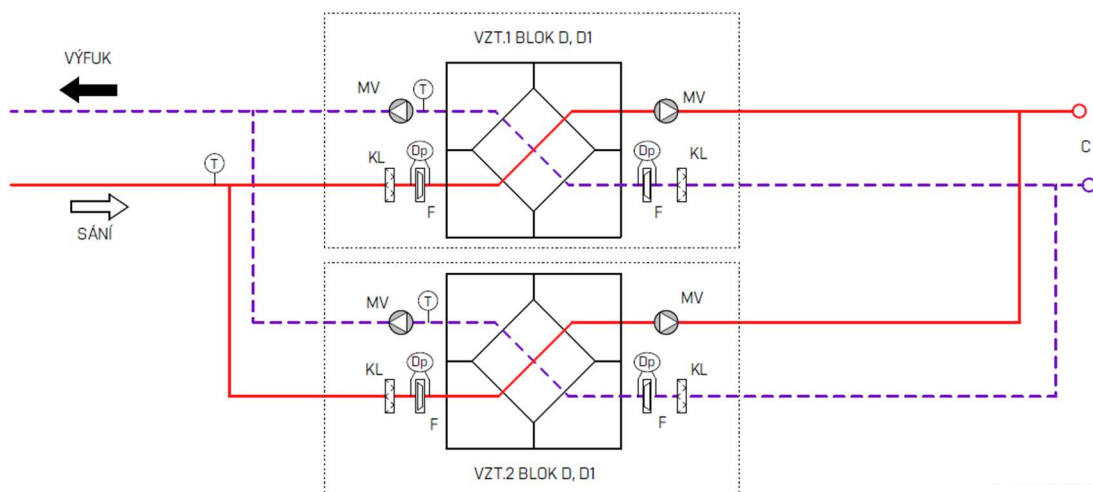 VZT.1 BLOK D, D1
VÝFUK
MV
T
MV
T
KL
Dp
Dp
KL
C
F
F
SÁNÍ
MV
T
MV
KL
Dp
Dp
KL
F
F
VZT.2 BLOK D, D1